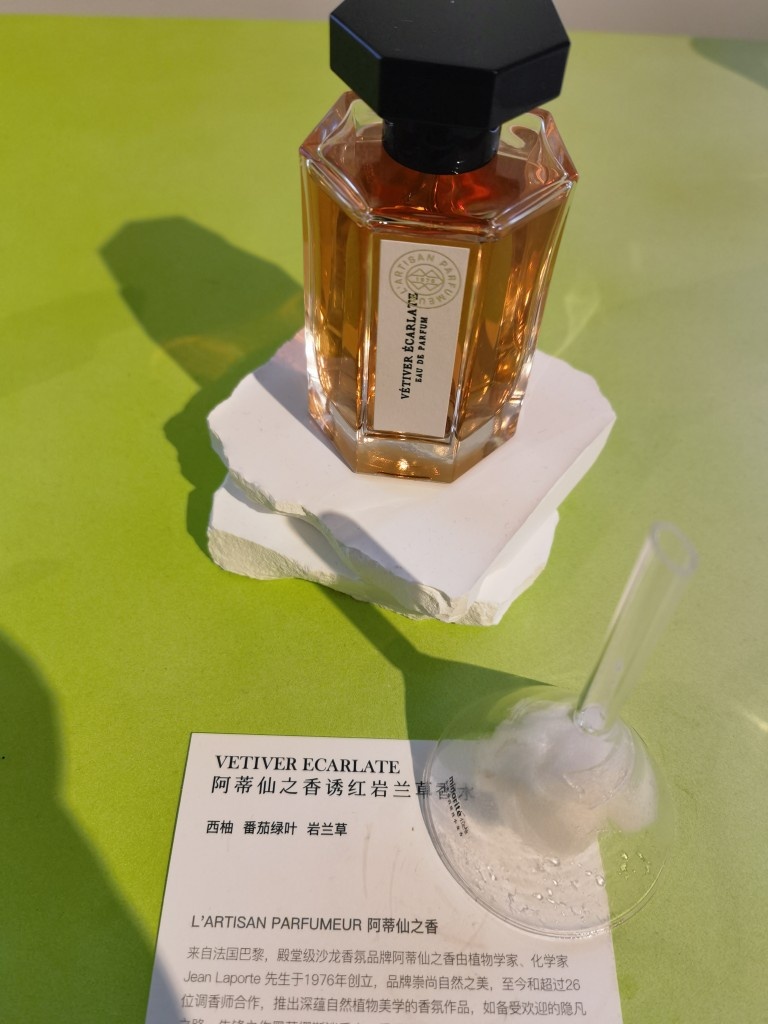 L'ARTISAN PARFUMEUR
1976
VÉTIVER ÉCARLATE
EAU DE PARFUM
VETIVER ECARLATE
阿蒂仙之香诱红岩兰草香水
西柚 番茄绿叶 岩兰草
L'ARTISAN PARFUMEUR 阿蒂仙之香
来自法国巴黎，殿堂级沙龙香氛品牌阿蒂仙之香由植物学家、化学家
Jean Laporte 先生于1976年创立，品牌崇尚自然之美，至今和超过26
位调香师合作，推出深蕴自然植物美学的香氛作品，如备受欢迎的隐凡